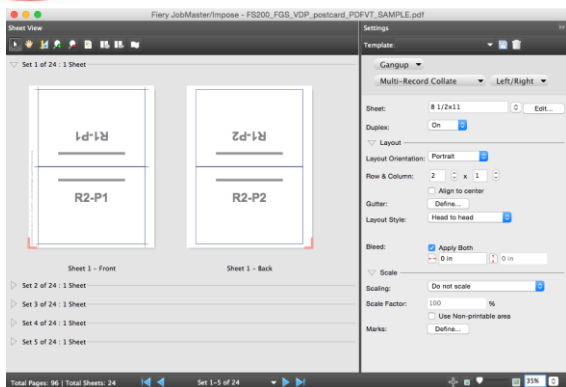 Fiery JobMaster/Impose - FS200_FGS_VDP_postcard_PDFVT_SAMPLE.pdf
Sheet View
Set 1 of 24 : 1 Sheet
R1-P1
R2-P1
Sheet 1 - Front
R1-P2
R2-P2
Sheet 1 - Back
Set 2 of 24 : 1 Sheet
Set 3 of 24 : 1 Sheet
Set 4 of 24 : 1 Sheet
Set 5 of 24 : 1 Sheet
Total Pages: 96 | Total Sheets: 24
Set 1-5 of 24
Settings
Template:
Gangup
Multi-Record Collate
Left/Right
Sheet: 8 1/2x11 Edit...
Duplex: On
Layout
Layout Orientation: Portrait
Row & Column: 2 x 1
Align to center
Gutter: Define...
Layout Style: Head to head
Bleed: Apply Both
0 in 0 in
Scale
Scaling: Do not scale
Scale Factor: 100 %
Use Non-printable area
Marks: Define...
35%